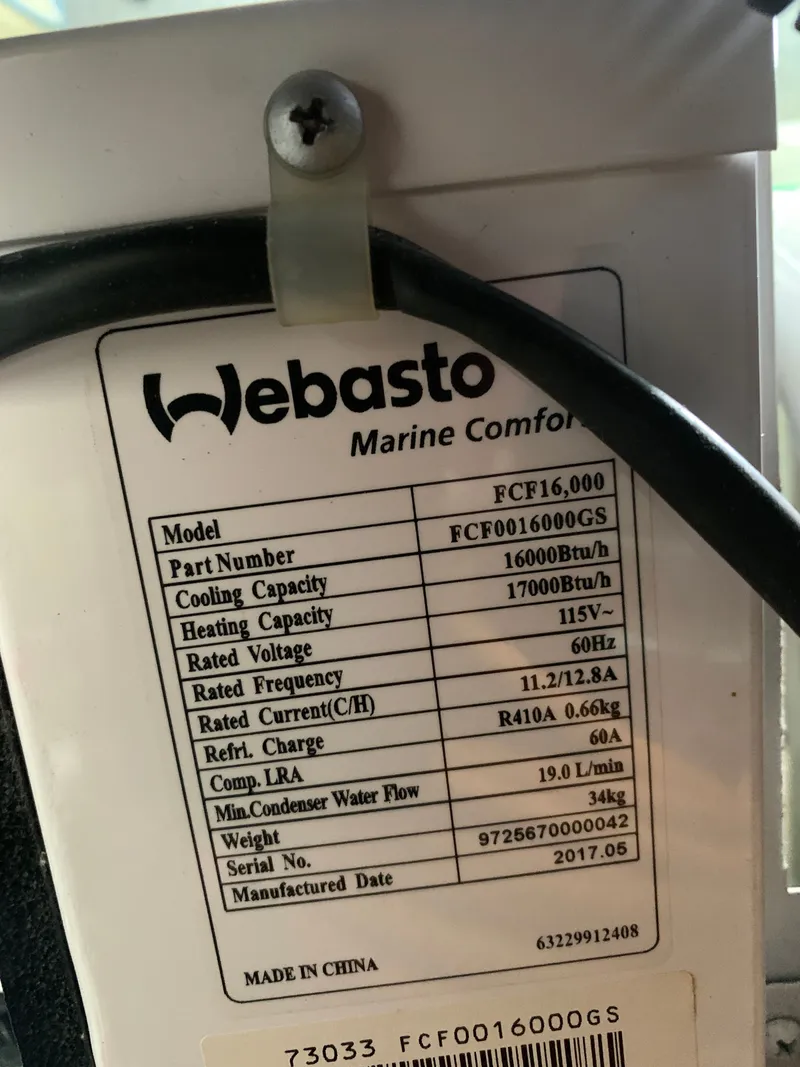 Webasto
Marine Comfor
Model FCF16,000
Part Number FCF0016000GS
Cooling Capacity 16000Btu/h
Heating Capacity 17000Btu/h
Rated Voltage 115V~
Rated Frequency 60Hz
Rated Current(C/H) 11.2/12.8A
Refri. Charge R410A 0.66kg
Comp. LRA 60A
Min.Condenser Water Flow 19.0 L/min
Weight 34kg
Serial No. 9725670000042
Manufactured Date 2017.05
MADE IN CHINA 63229912408
73033 FCF0016000GS